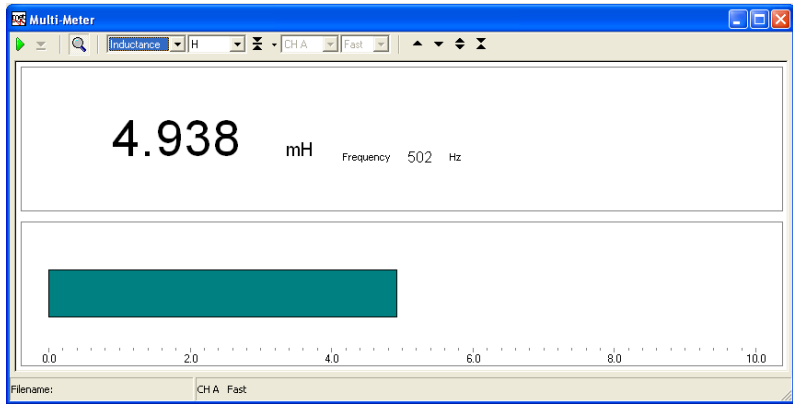 Multi-Meter
Inductance H CH A Fast
4.938 mH Frequency 502 Hz
0.0 2.0 4.0 6.0 8.0 10.0
Filename: CH A Fast